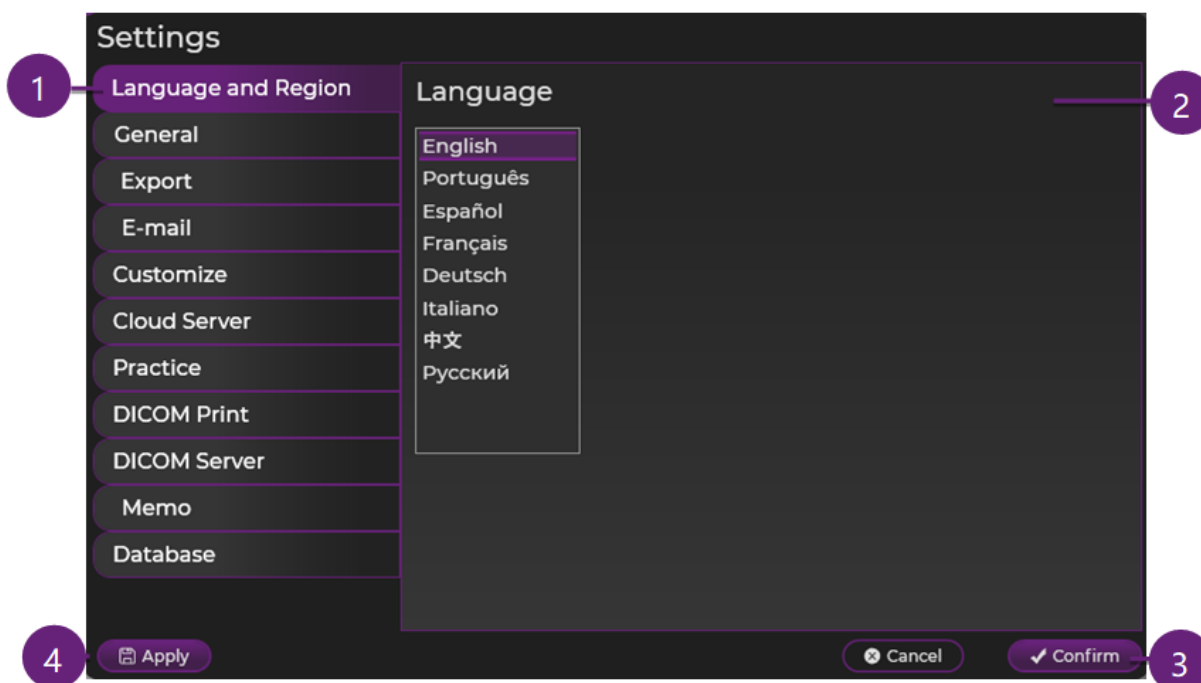 Settings
1
Language and Region
General
Export
E-mail
Customize
Cloud Server
Practice
DICOM Print
DICOM Server
Memo
Database
Language
2
English
Português
Español
Français
Deutsch
Italiano
中文
Русский
4
Apply
Cancel
Confirm
3